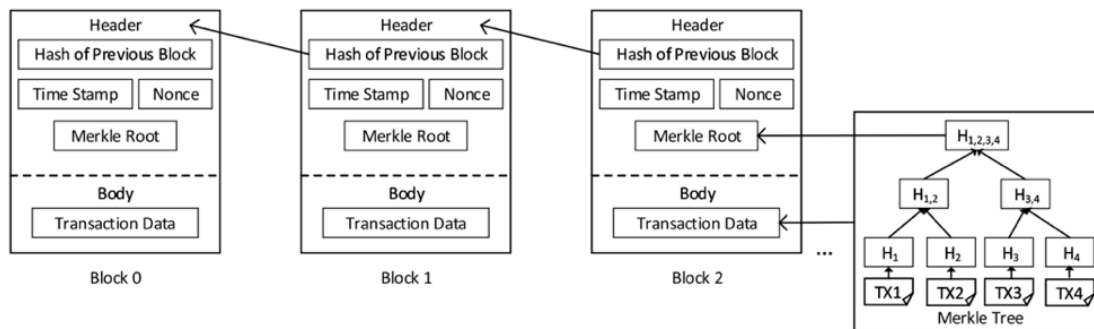 Header
Hash of Previous Block
Time Stamp
Nonce
Merkle Root
Body
Transaction Data
Block 0
Header
Hash of Previous Block
Time Stamp
Nonce
Merkle Root
Body
Transaction Data
Block 1
Header
Hash of Previous Block
Time Stamp
Nonce
Merkle Root
Body
Transaction Data
Block 2
...
H1,2,3,4
H1,2
H3,4
H1
H2
H3
H4
TX1
TX2
TX3
TX4
Merkle Tree